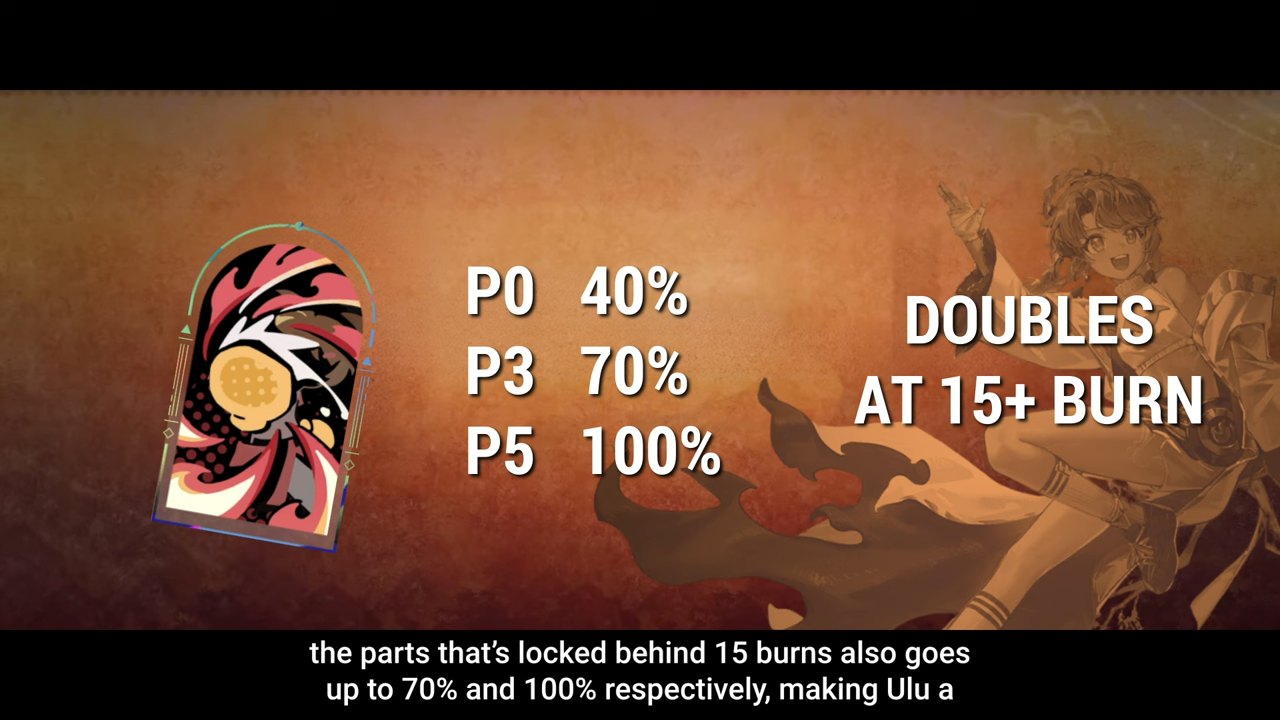 P0 40%
P3 70%
P5 100%
DOUBLES
AT 15+ BURN
the parts that's locked behind 15 burns also goes
up to 70% and 100% respectively, making Ulu a